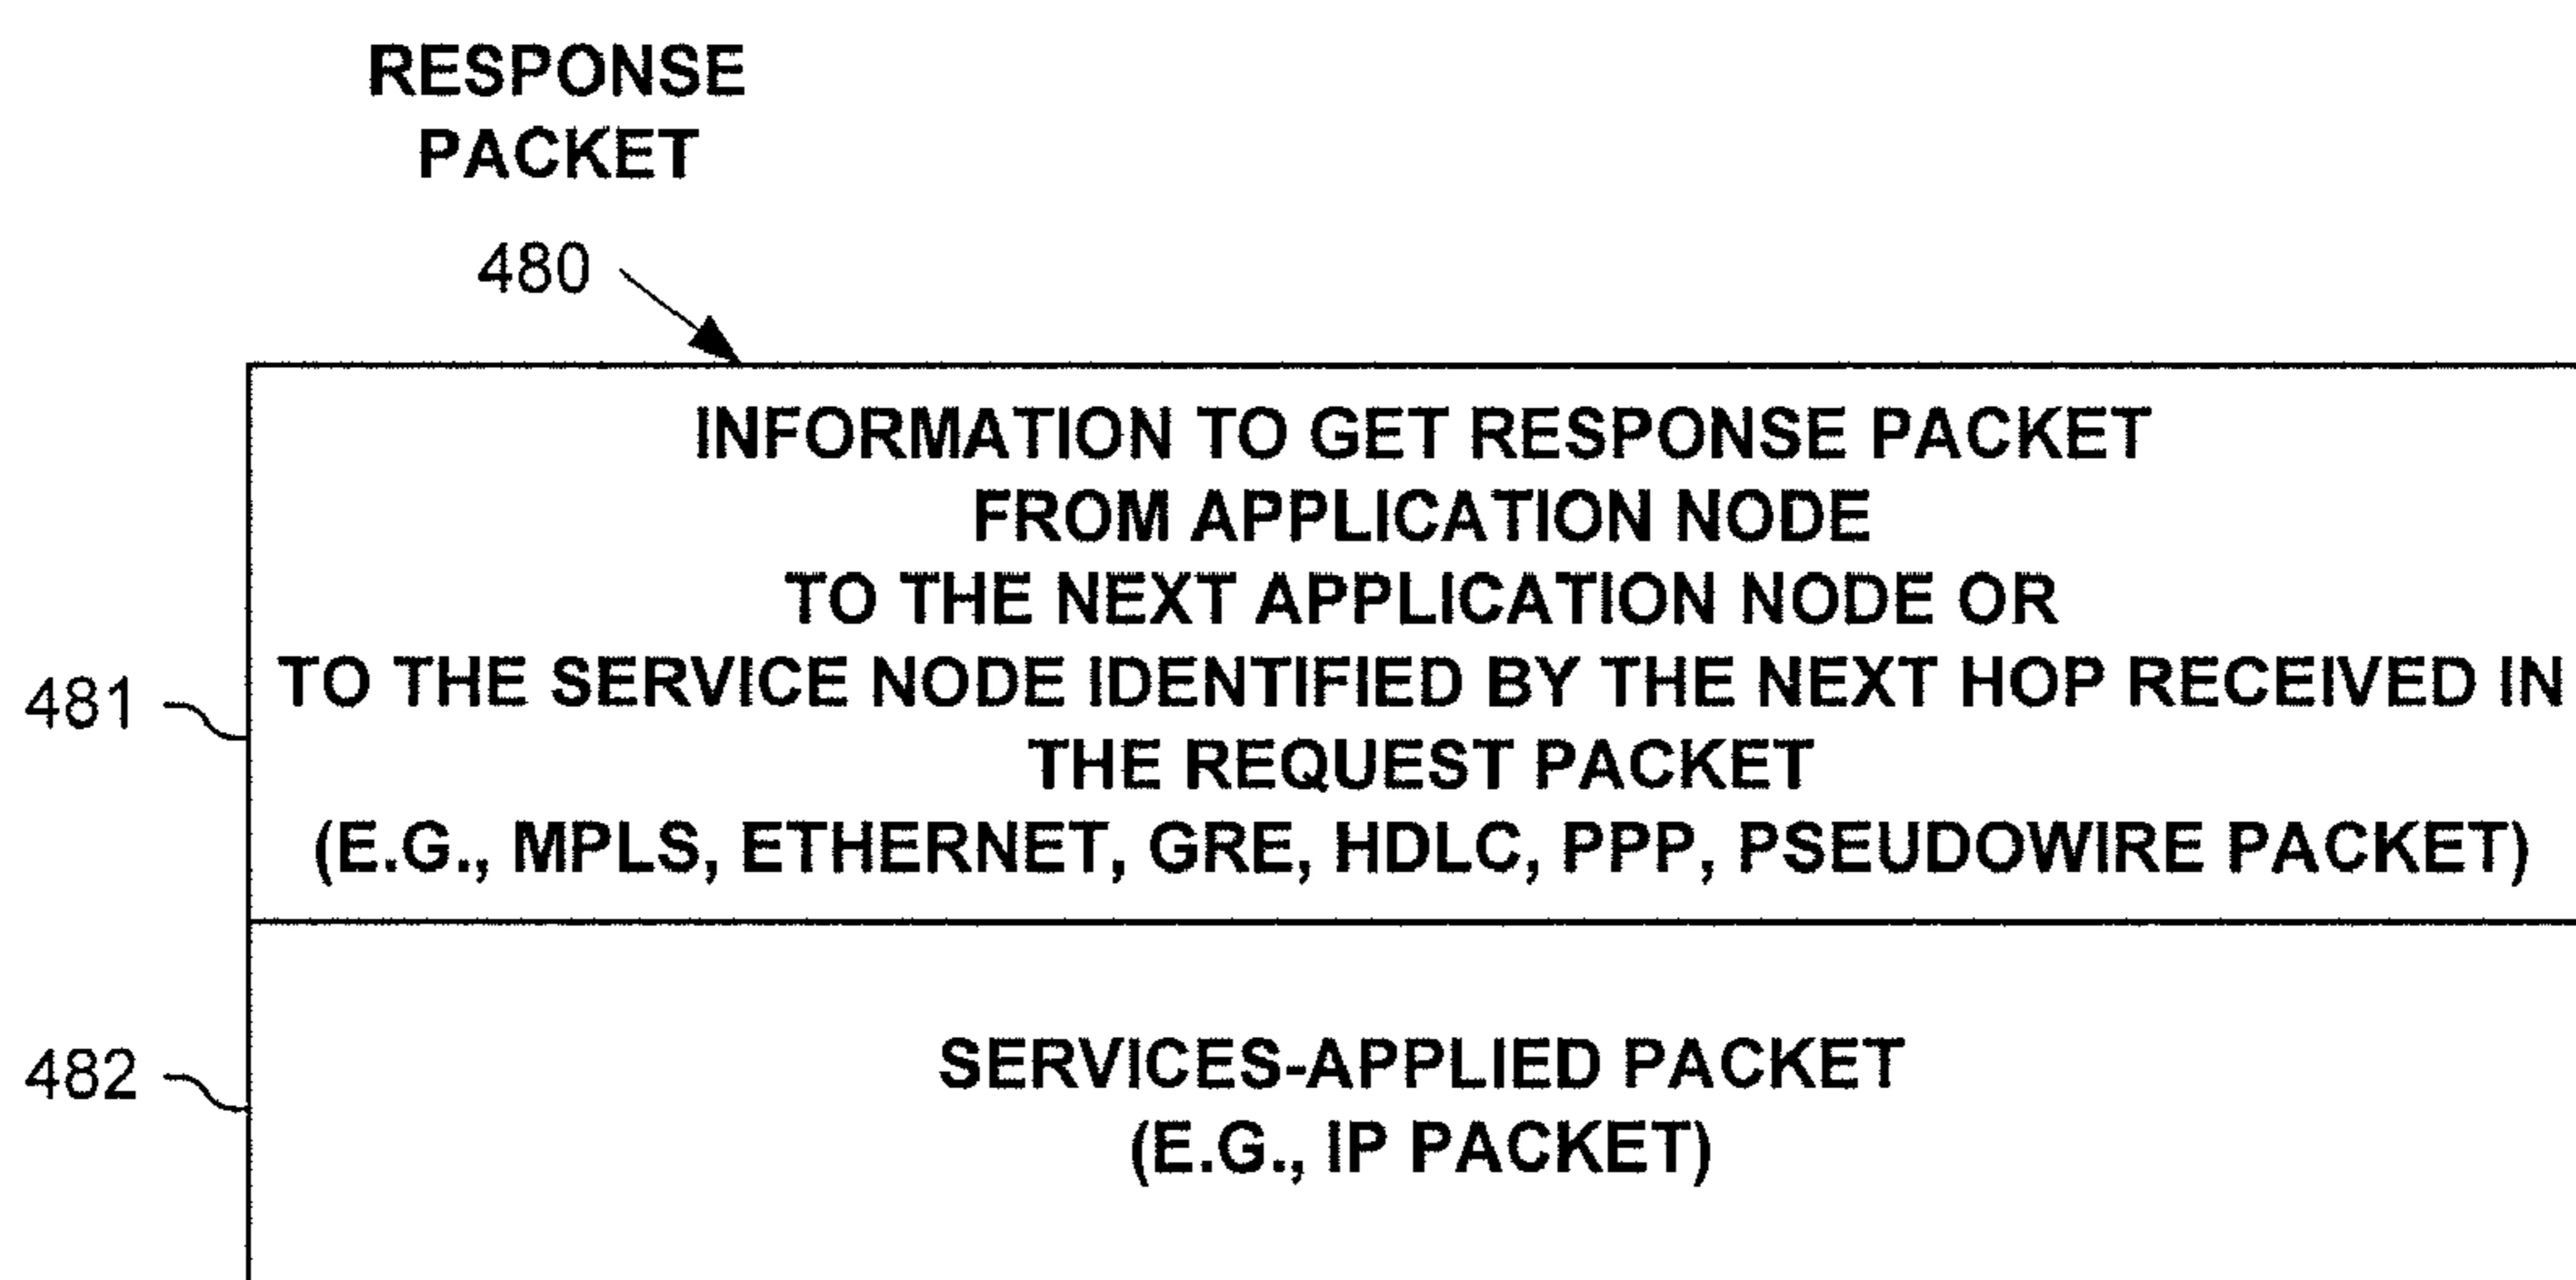 RESPONSE
PACKET
480
INFORMATION TO GET RESPONSE PACKET
FROM APPLICATION NODE
TO THE NEXT APPLICATION NODE OR
TO THE SERVICE NODE IDENTIFIED BY THE NEXT HOP RECEIVED IN
THE REQUEST PACKET
(E.G., MPLS, ETHERNET, GRE, HDLC, PPP, PSEUDOWIRE PACKET)
481
SERVICES-APPLIED PACKET
(E.G., IP PACKET)
482